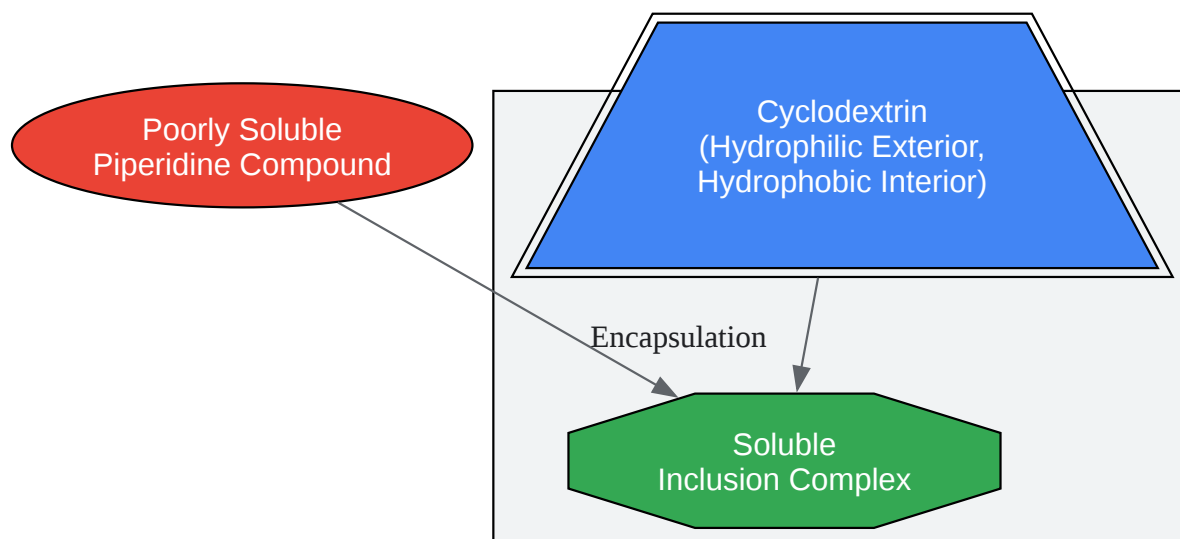 Poorly Soluble
Piperidine Compound
Cyclodextrin
(Hydrophilic Exterior,
Hydrophobic Interior)
Encapsulation
Soluble
Inclusion Complex